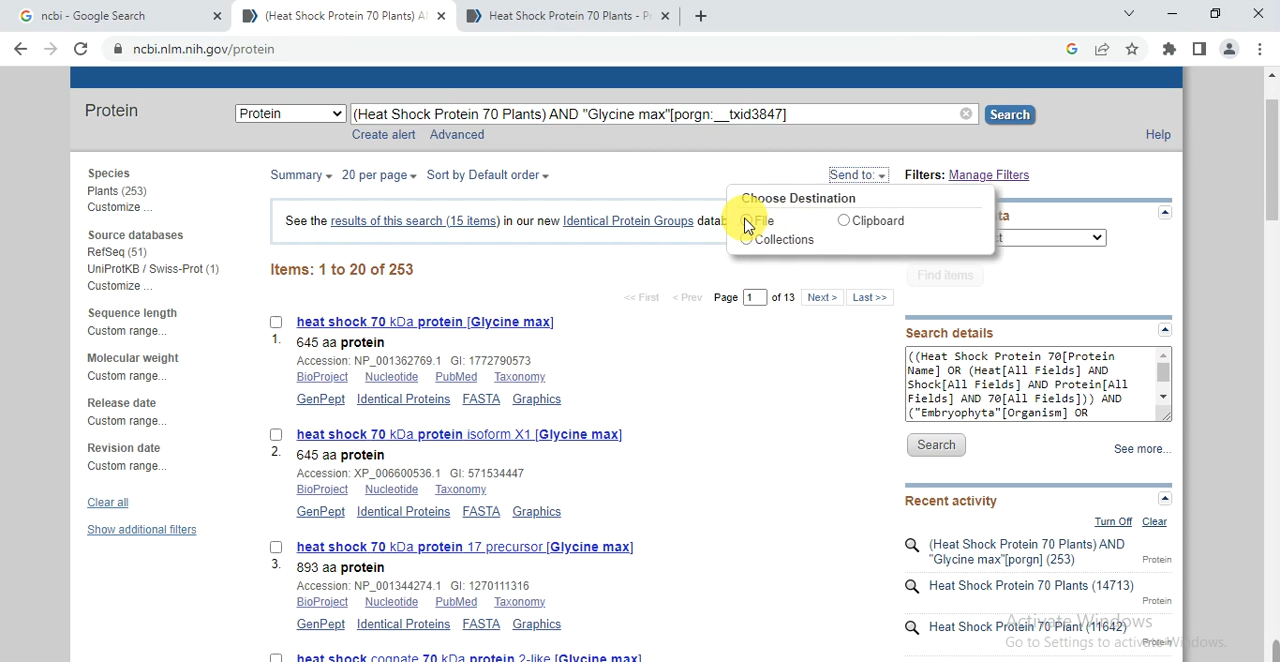 ncbi - Google Search
(Heat Shock Protein 70 Plants) A
Heat Shock Protein 70 Plants - P
ncbi.nlm.nih.gov/protein
Protein
Protein
(Heat Shock Protein 70 Plants) AND "Glycine max"[porgn:__txid3847]
Search
Create alert Advanced
Help
Species
Plants (253)
Customize ...
Source databases
RefSeq (51)
UniProtKB / Swiss-Prot (1)
Customize ...
Sequence length
Custom range...
Molecular weight
Custom range...
Release date
Custom range...
Revision date
Custom range...
Clear all
Show additional filters
Summary 20 per page Sort by Default order
Send to:
Choose Destination
File Clipboard
Collections
See the results of this search (15 items) in our new Identical Protein Groups datab
Items: 1 to 20 of 253
<< First < Prev Page 1 of 13 Next > Last >>
heat shock 70 kDa protein [Glycine max]
1. 645 aa protein
Accession: NP_001362769.1 GI: 1772790573
BioProject Nucleotide PubMed Taxonomy
GenPept Identical Proteins FASTA Graphics
heat shock 70 kDa protein isoform X1 [Glycine max]
2. 645 aa protein
Accession: XP_006600536.1 GI: 571534447
BioProject Nucleotide Taxonomy
GenPept Identical Proteins FASTA Graphics
heat shock 70 kDa protein 17 precursor [Glycine max]
3. 893 aa protein
Accession: NP_001344274.1 GI: 1270111316
BioProject Nucleotide PubMed Taxonomy
GenPept Identical Proteins FASTA Graphics
heat shock cognate 70 kDa protein 2-like [Glycine max]
Filters: Manage Filters
ta
t
Find items
Search details
((Heat Shock Protein 70[Protein
Name] OR (Heat[All Fields] AND
Shock[All Fields] AND Protein[All
Fields] AND 70[All Fields])) AND
("Embryophyta"[Organism] OR
Search
See more...
Recent activity
Turn Off Clear
(Heat Shock Protein 70 Plants) AND
"Glycine max"[porgn] (253)
Protein
Heat Shock Protein 70 Plants (14713)
Protein
Heat Shock Protein 70 Plant (11642)
Protein
Activate Windows
Go to Settings to activate Windows.